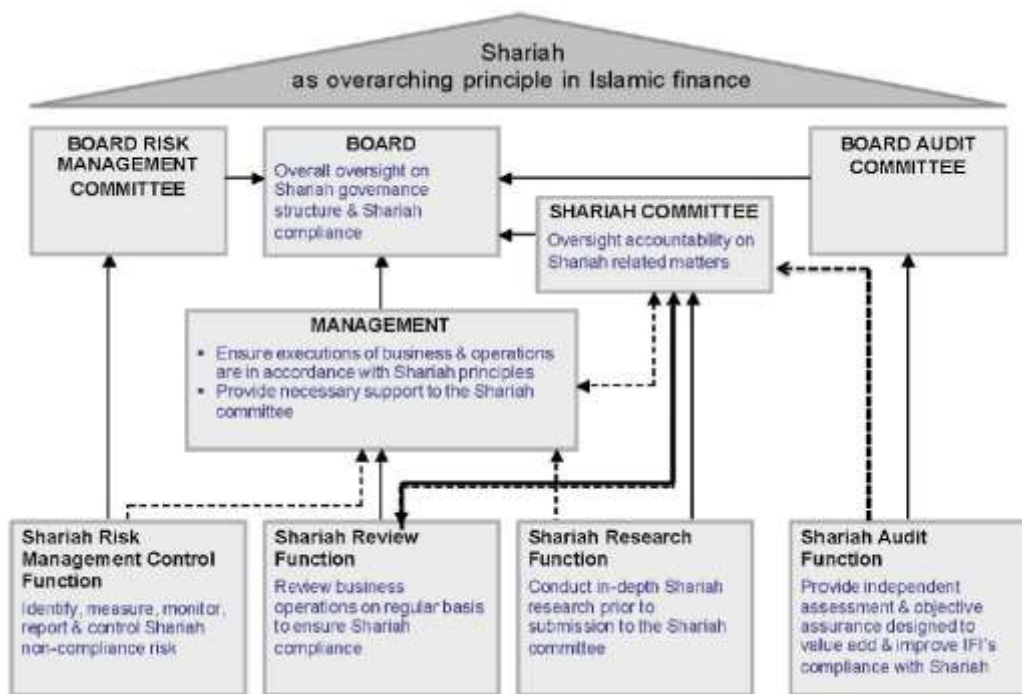 Shariah
as overarching principle in Islamic finance
BOARD RISK
MANAGEMENT
COMMITTEE
BOARD
Overall oversight on
Shariah governance
structure & Shariah
compliance
BOARD AUDIT
COMMITTEE
SHARIAH COMMITTEE
Oversight accountability on
Shariah related matters
MANAGEMENT
▪ Ensure executions of business & operations
are in accordance with Shariah principles
▪ Provide necessary support to the Shariah
committee
Shariah Risk
Management Control
Function
Identify, measure, monitor,
report & control Shariah
non-compliance risk
Shariah Review
Function
Review business
operations on regular basis
to ensure Shariah
compliance
Shariah Research
Function
Conduct in-depth Shariah
research prior to
submission to the Shariah
committee
Shariah Audit
Function
Provide independent
assessment & objective
assurance designed to
value add & improve IFI's
compliance with Shariah